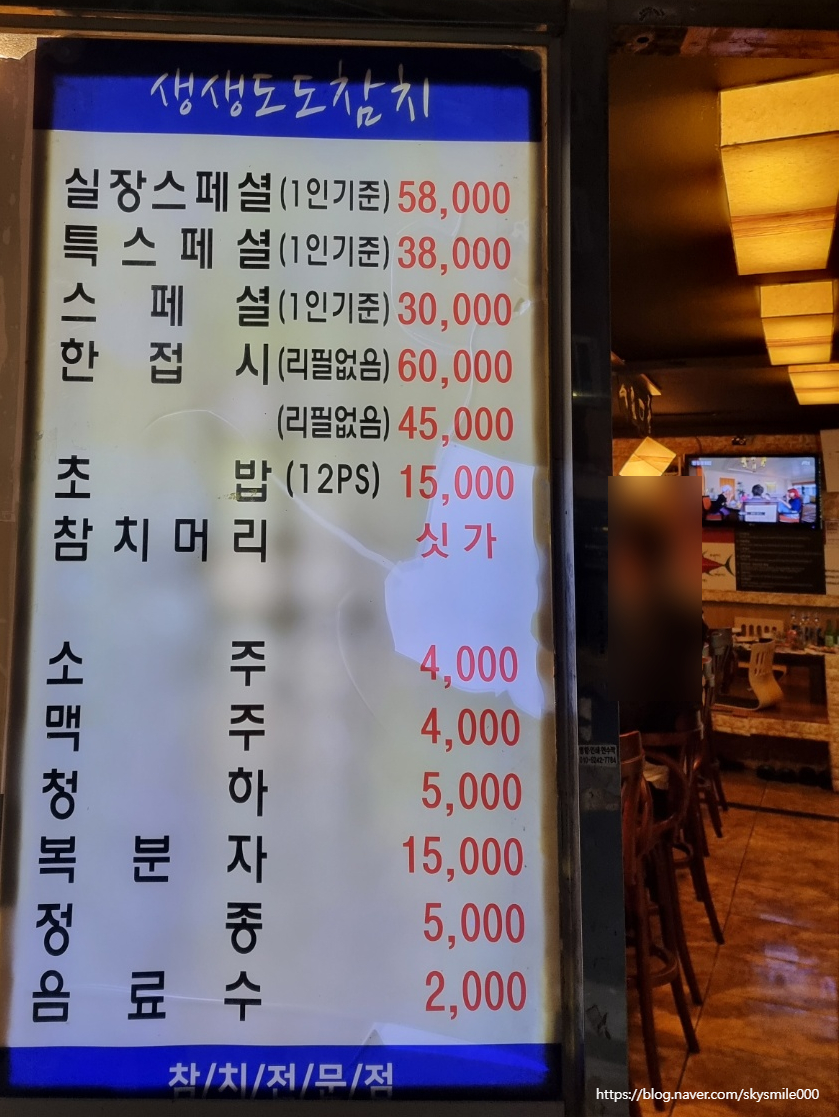 생생도도참치
실장스페셜(1인기준) 58,000
특스페셜(1인기준) 38,000
스페셜(1인기준) 30,000
한접시(리필없음) 60,000
(리필없음) 45,000
초밥(12PS) 15,000
참치머리 싯가
소주 4,000
맥주 4,000
청하 5,000
복분자 15,000
정종 5,000
음료수 2,000
참/치/전/문/점
https://blog.naver.com/skysmile000